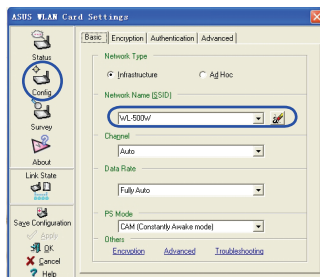 ASUS WLAN Card Settings
Status
Config
Survey
About
Link State
Save Configuration
Apply
OK
Cancel
Help
Basic
Encryption
Authentication
Advanced
Network Type
Infrastructure
Ad Hoc
Network Name (SSID)
WL-500W
Channel
Auto
Data Rate
Fully Auto
PS Mode
CAM (Constantly Awake mode)
Others
Encryption
Advanced
Troubleshooting